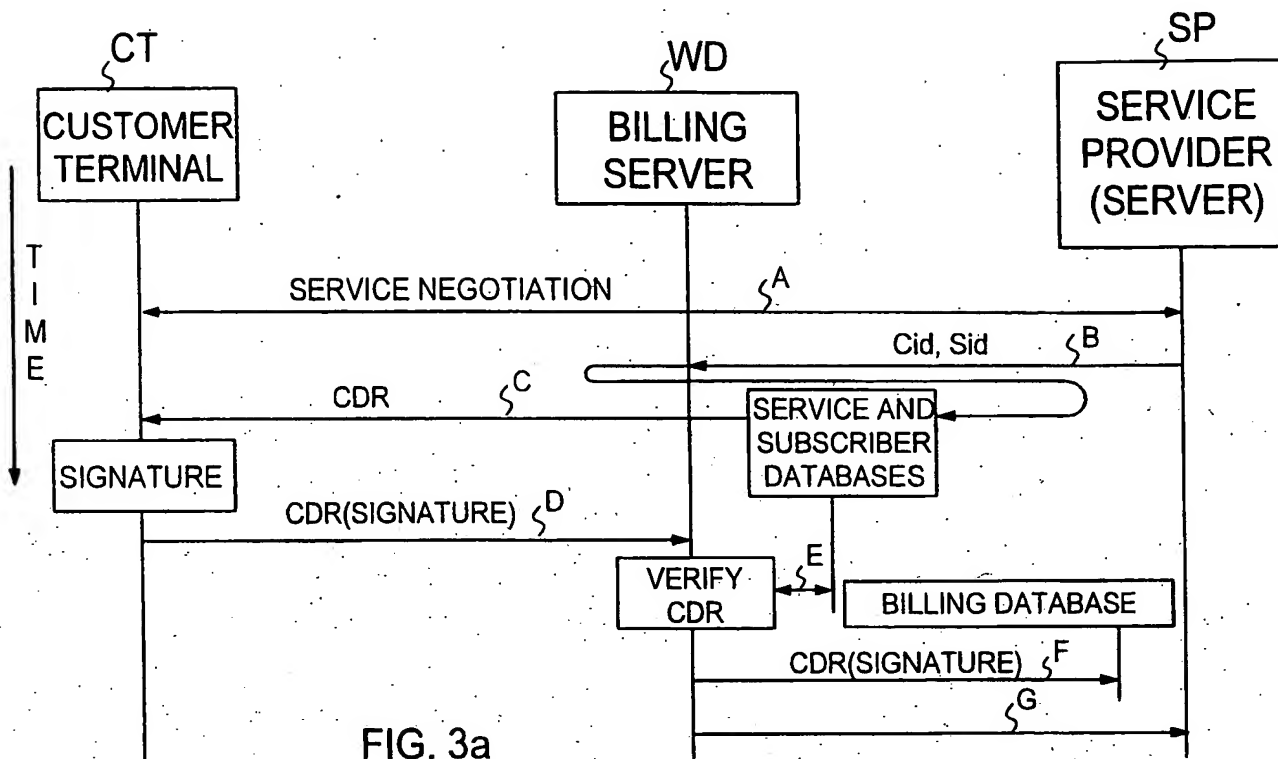 CT
WD
SP
CUSTOMER
TERMINAL
BILLING
SERVER
SERVICE
PROVIDER
(SERVER)
TIME
SERVICE NEGOTIATION
A
Cid, Sid
B
CDR
C
SERVICE AND
SUBSCRIBER
DATABASES
SIGNATURE
CDR(SIGNATURE)
D
VERIFY
CDR
E
BILLING DATABASE
CDR(SIGNATURE)
F
G
FIG. 3a